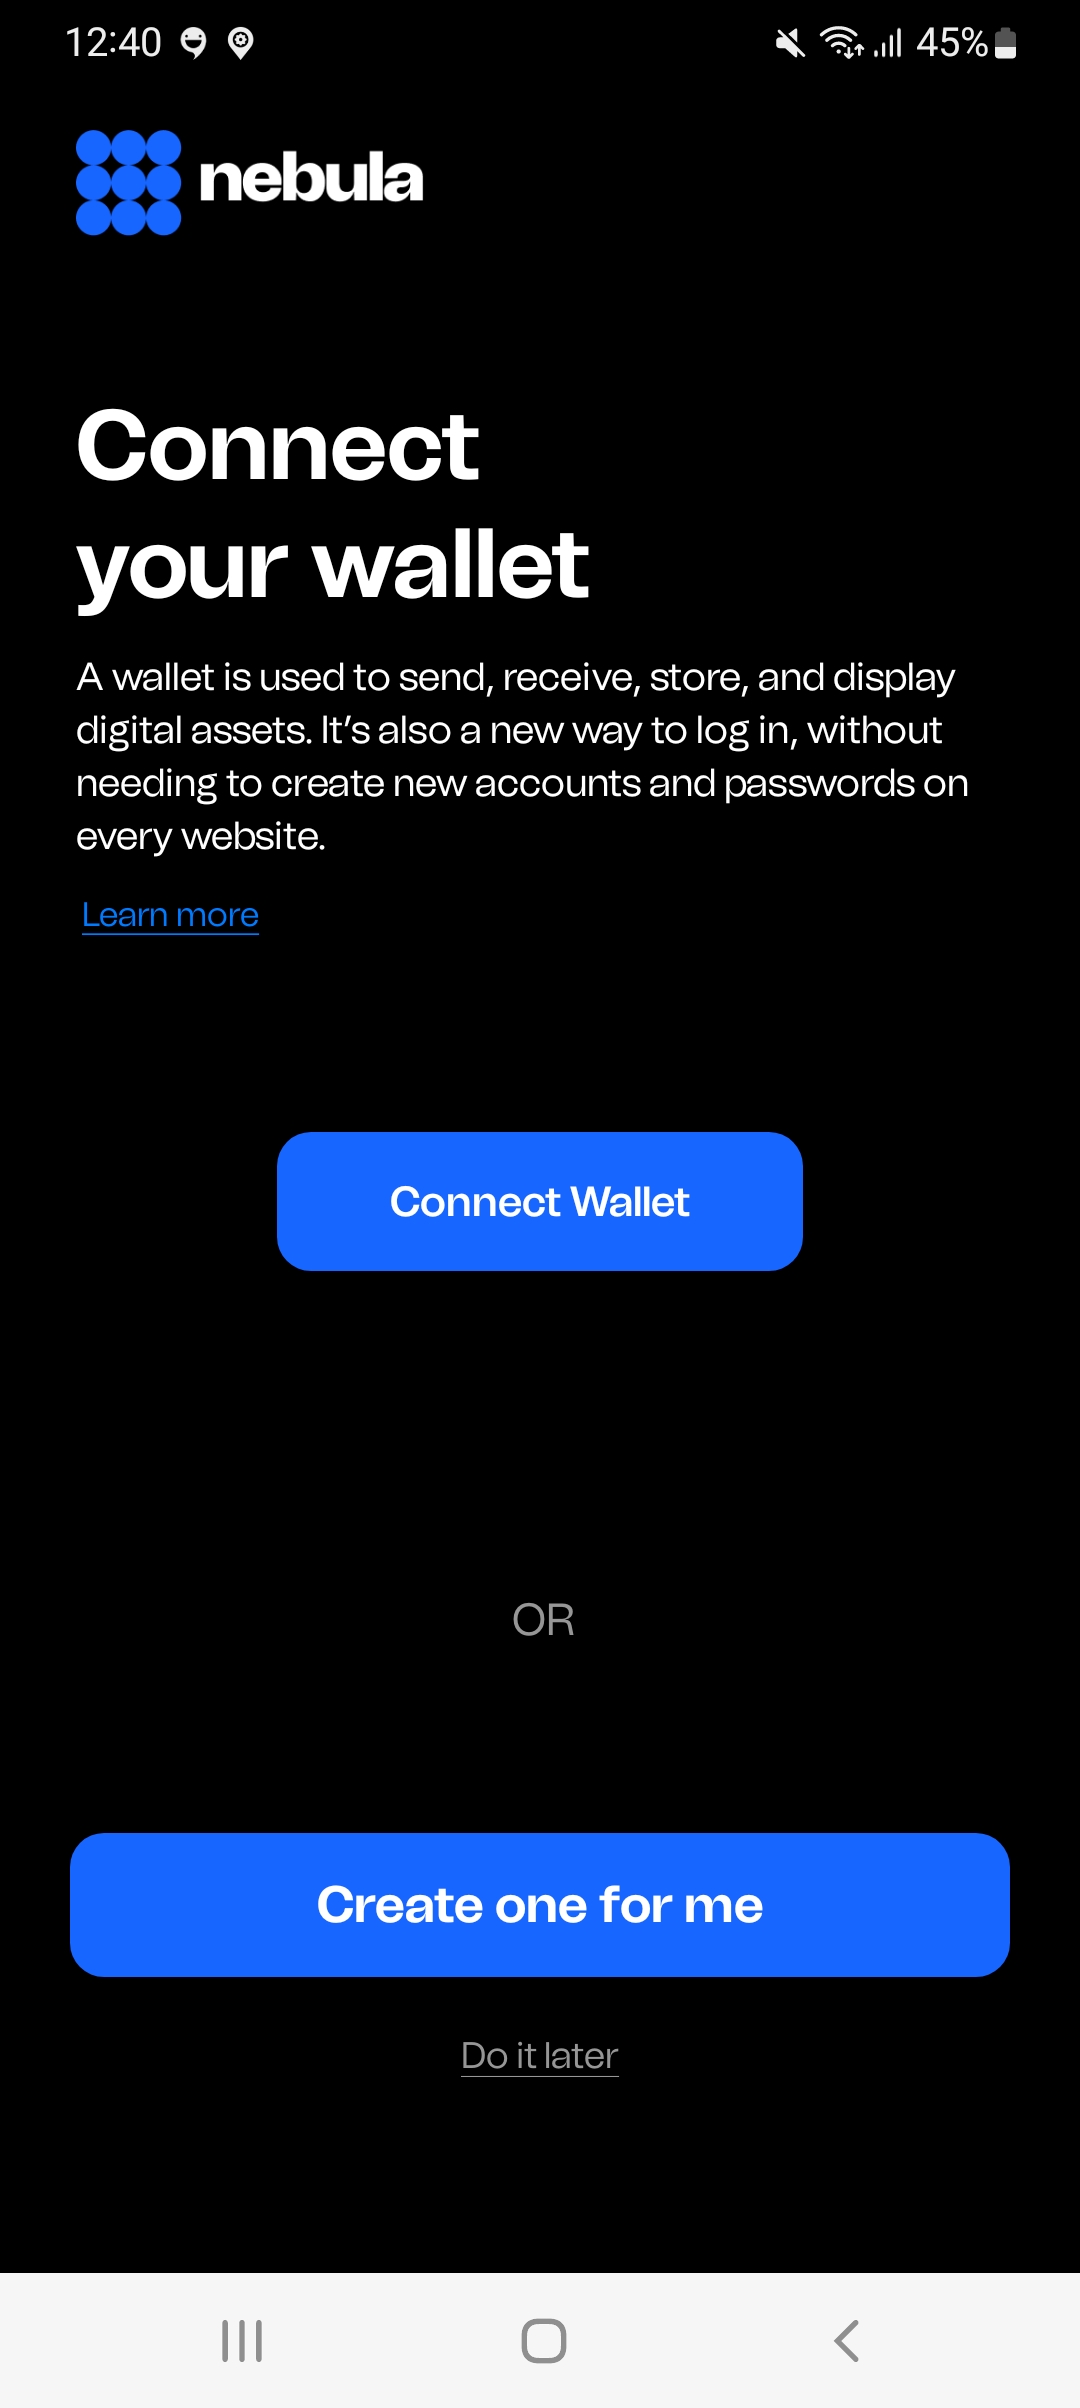 12:40
45%
nebula
Connect
your wallet
A wallet is used to send, receive, store, and display
digital assets. It’s also a new way to log in, without
needing to create new accounts and passwords on
every website.
Learn more
Connect Wallet
OR
Create one for me
Do it later